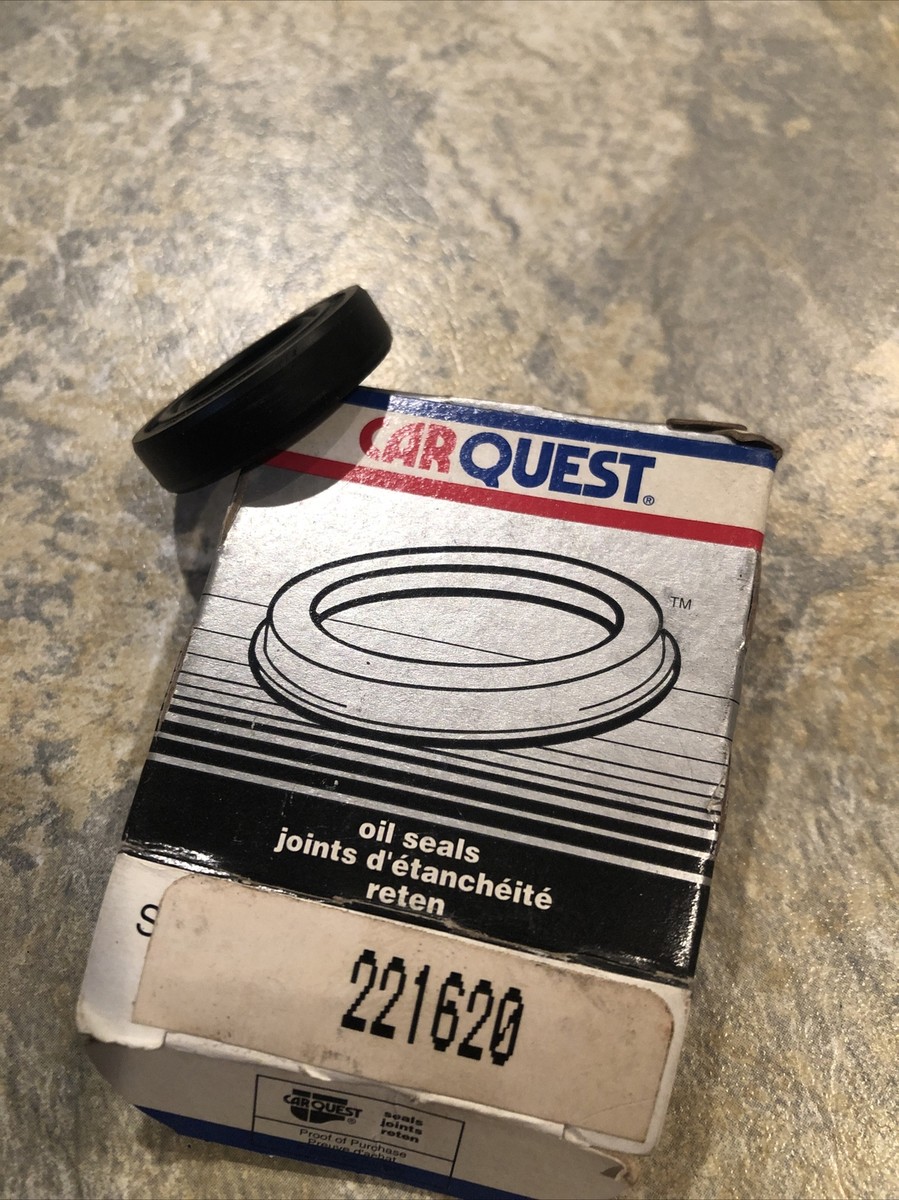 CARQUEST®
TM
oil seals
joints d'étanchéité
reten
S
221620
CARQUEST®
seals
joints
reten
Proof of Purchase
Preuve d'achat